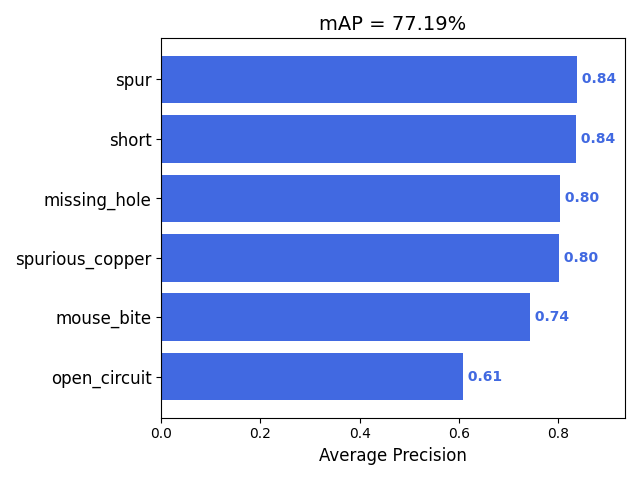 mAP = 77.19%
spur 0.84
short 0.84
missing_hole 0.80
spurious_copper 0.80
mouse_bite 0.74
open_circuit 0.61
0.0 0.2 0.4 0.6 0.8
Average Precision